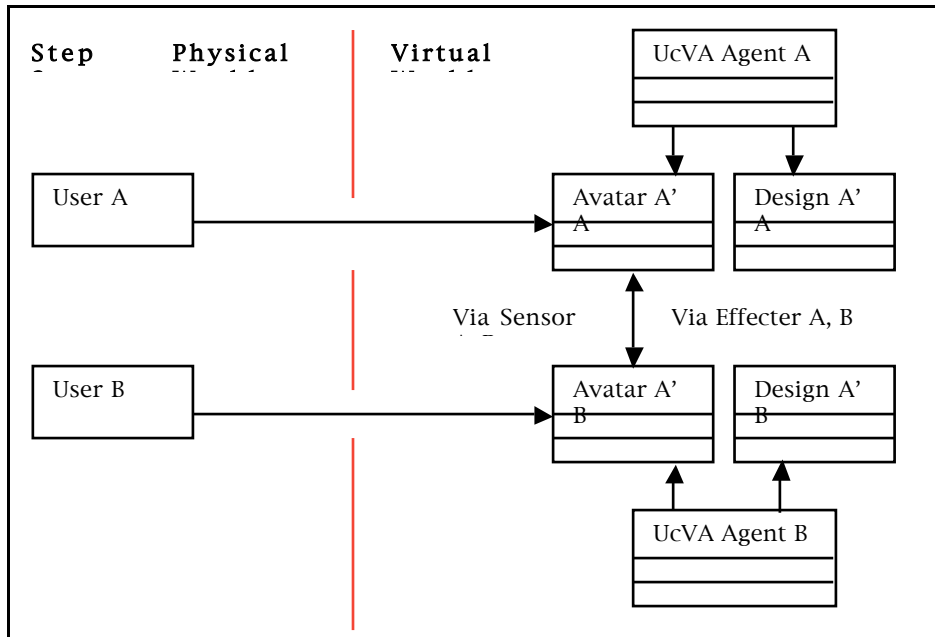 Step
Physical
Virtual
UcVA Agent A
User A
Avatar A’
A
Design A’
A
Via Sensor
Via Effecter A, B
User B
Avatar A’
B
Design A’
B
UcVA Agent B